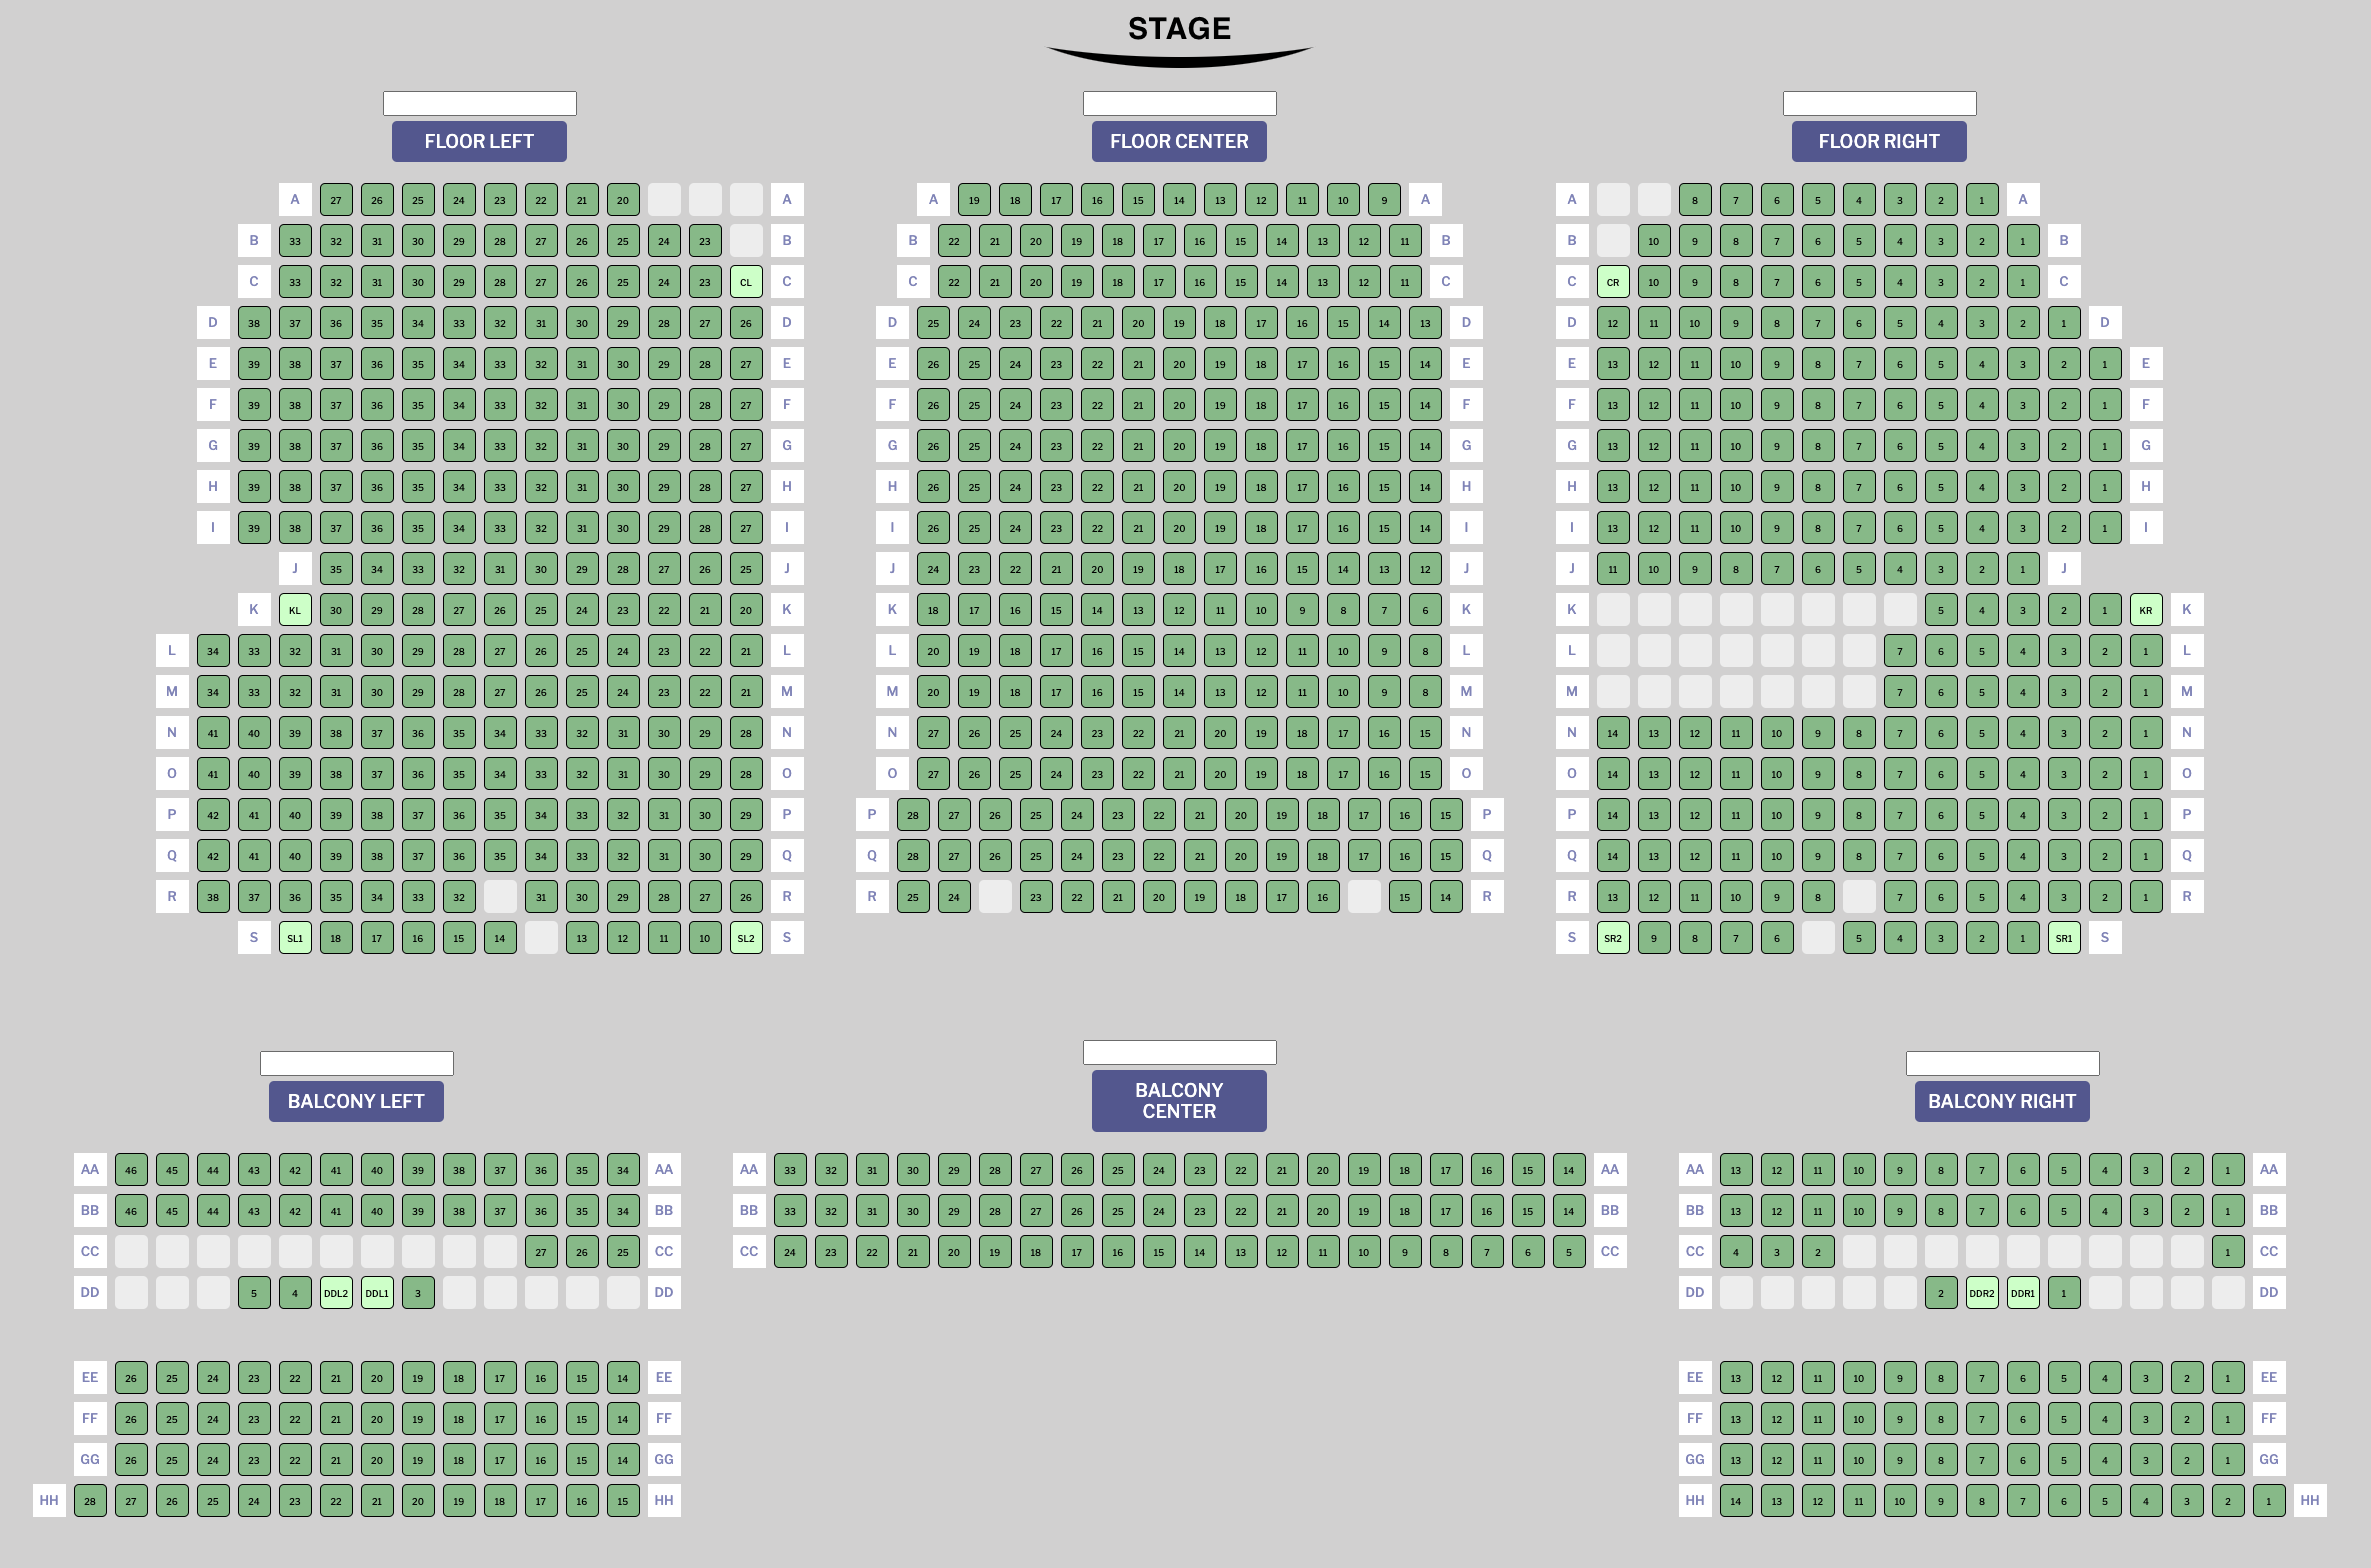 STAGE
FLOOR LEFT
FLOOR CENTER
FLOOR RIGHT
A 27 26 25 24 23 22 21 20 A
B 33 32 31 30 29 28 27 26 25 24 23 B
C 33 32 31 30 29 28 27 26 25 24 23 CL C
D 38 37 36 35 34 33 32 31 30 29 28 27 26 D
E 39 38 37 36 35 34 33 32 31 30 29 28 27 E
F 39 38 37 36 35 34 33 32 31 30 29 28 27 F
G 39 38 37 36 35 34 33 32 31 30 29 28 27 G
H 39 38 37 36 35 34 33 32 31 30 29 28 27 H
I 39 38 37 36 35 34 33 32 31 30 29 28 27 I
J 35 34 33 32 31 30 29 28 27 26 25 J
K KL 30 29 28 27 26 25 24 23 22 21 20 K
L 34 33 32 31 30 29 28 27 26 25 24 23 22 21 L
M 34 33 32 31 30 29 28 27 26 25 24 23 22 21 M
N 41 40 39 38 37 36 35 34 33 32 31 30 29 28 N
O 41 40 39 38 37 36 35 34 33 32 31 30 29 28 O
P 42 41 40 39 38 37 36 35 34 33 32 31 30 29 P
Q 42 41 40 39 38 37 36 35 34 33 32 31 30 29 Q
R 38 37 36 35 34 33 32 31 30 29 28 27 26 R
S SL1 18 17 16 15 14 13 12 11 10 SL2 S
A 19 18 17 16 15 14 13 12 11 10 9 A
B 22 21 20 19 18 17 16 15 14 13 12 11 B
C 22 21 20 19 18 17 16 15 14 13 12 11 C
D 25 24 23 22 21 20 19 18 17 16 15 14 13 D
E 26 25 24 23 22 21 20 19 18 17 16 15 14 E
F 26 25 24 23 22 21 20 19 18 17 16 15 14 F
G 26 25 24 23 22 21 20 19 18 17 16 15 14 G
H 26 25 24 23 22 21 20 19 18 17 16 15 14 H
I 26 25 24 23 22 21 20 19 18 17 16 15 14 I
J 24 23 22 21 20 19 18 17 16 15 14 13 12 J
K 18 17 16 15 14 13 12 11 10 9 8 7 6 K
L 20 19 18 17 16 15 14 13 12 11 10 9 8 L
M 20 19 18 17 16 15 14 13 12 11 10 9 8 M
N 27 26 25 24 23 22 21 20 19 18 17 16 15 N
O 27 26 25 24 23 22 21 20 19 18 17 16 15 O
P 28 27 26 25 24 23 22 21 20 19 18 17 16 15 P
Q 28 27 26 25 24 23 22 21 20 19 18 17 16 15 Q
R 25 24 23 22 21 20 19 18 17 16 15 14 R
A 8 7 6 5 4 3 2 1 A
B 10 9 8 7 6 5 4 3 2 1 B
C CR 10 9 8 7 6 5 4 3 2 1 C
D 12 11 10 9 8 7 6 5 4 3 2 1 D
E 13 12 11 10 9 8 7 6 5 4 3 2 1 E
F 13 12 11 10 9 8 7 6 5 4 3 2 1 F
G 13 12 11 10 9 8 7 6 5 4 3 2 1 G
H 13 12 11 10 9 8 7 6 5 4 3 2 1 H
I 13 12 11 10 9 8 7 6 5 4 3 2 1 I
J 11 10 9 8 7 6 5 4 3 2 1 J
K 5 4 3 2 1 KR K
L 7 6 5 4 3 2 1 L
M 7 6 5 4 3 2 1 M
N 14 13 12 11 10 9 8 7 6 5 4 3 2 1 N
O 14 13 12 11 10 9 8 7 6 5 4 3 2 1 O
P 14 13 12 11 10 9 8 7 6 5 4 3 2 1 P
Q 14 13 12 11 10 9 8 7 6 5 4 3 2 1 Q
R 13 12 11 10 9 8 7 6 5 4 3 2 1 R
S SR2 9 8 7 6 5 4 3 2 1 SR1 S
BALCONY LEFT
BALCONY
CENTER
BALCONY RIGHT
AA 46 45 44 43 42 41 40 39 38 37 36 35 34 AA
BB 46 45 44 43 42 41 40 39 38 37 36 35 34 BB
CC 27 26 25 CC
DD 5 4 DDL2 DDL1 3 DD
EE 26 25 24 23 22 21 20 19 18 17 16 15 14 EE
FF 26 25 24 23 22 21 20 19 18 17 16 15 14 FF
GG 26 25 24 23 22 21 20 19 18 17 16 15 14 GG
HH 28 27 26 25 24 23 22 21 20 19 18 17 16 15 HH
AA 33 32 31 30 29 28 27 26 25 24 23 22 21 20 19 18 17 16 15 14 AA
BB 33 32 31 30 29 28 27 26 25 24 23 22 21 20 19 18 17 16 15 14 BB
CC 24 23 22 21 20 19 18 17 16 15 14 13 12 11 10 9 8 7 6 5 CC
AA 13 12 11 10 9 8 7 6 5 4 3 2 1 AA
BB 13 12 11 10 9 8 7 6 5 4 3 2 1 BB
CC 4 3 2 1 CC
DD 2 DDR2 DDR1 1 DD
EE 13 12 11 10 9 8 7 6 5 4 3 2 1 EE
FF 13 12 11 10 9 8 7 6 5 4 3 2 1 FF
GG 13 12 11 10 9 8 7 6 5 4 3 2 1 GG
HH 14 13 12 11 10 9 8 7 6 5 4 3 2 1 HH